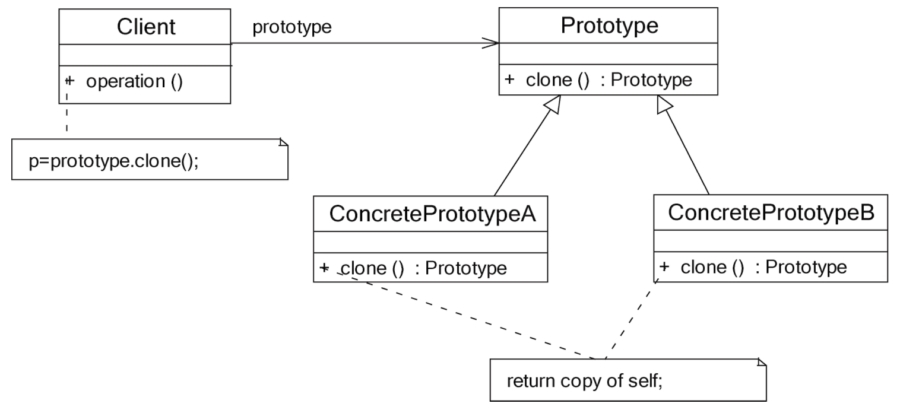 Client
prototype
Prototype
+ operation ()
+ clone () : Prototype
p=prototype.clone();
ConcretePrototypeA
ConcretePrototypeB
+ clone () : Prototype
+ clone () : Prototype
return copy of self;